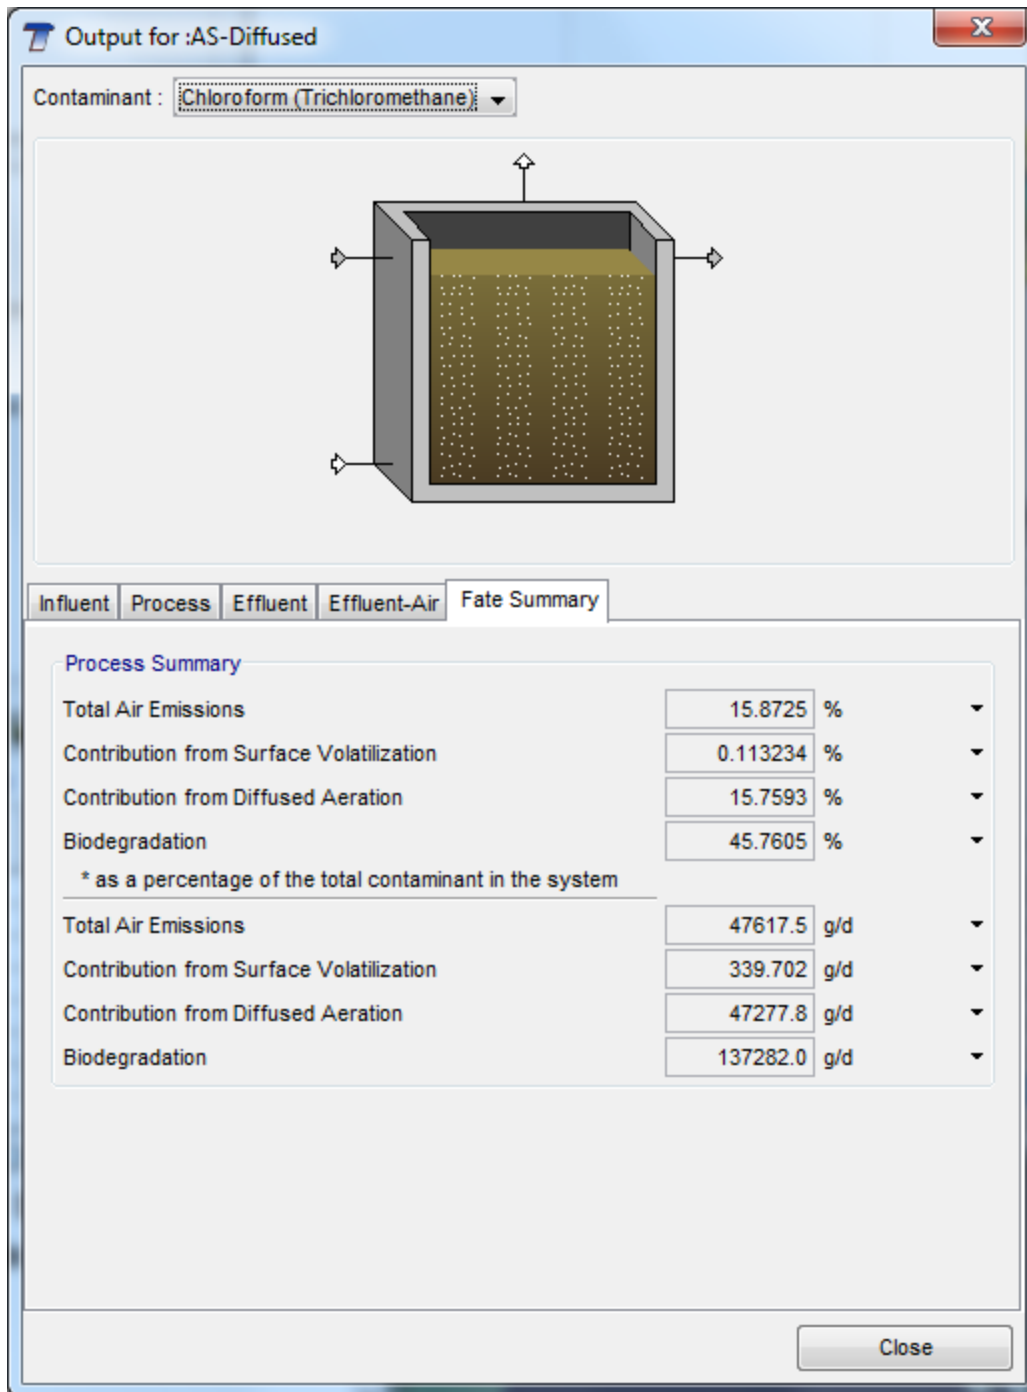 Output for :AS-Diffused
Contaminant : Chloroform (Trichloromethane)
Influent Process Effluent Effluent-Air Fate Summary
Process Summary
Total Air Emissions 15.8725 %
Contribution from Surface Volatilization 0.113234 %
Contribution from Diffused Aeration 15.7593 %
Biodegradation 45.7605 %
* as a percentage of the total contaminant in the system
Total Air Emissions 47617.5 g/d
Contribution from Surface Volatilization 339.702 g/d
Contribution from Diffused Aeration 47277.8 g/d
Biodegradation 137282.0 g/d
Close